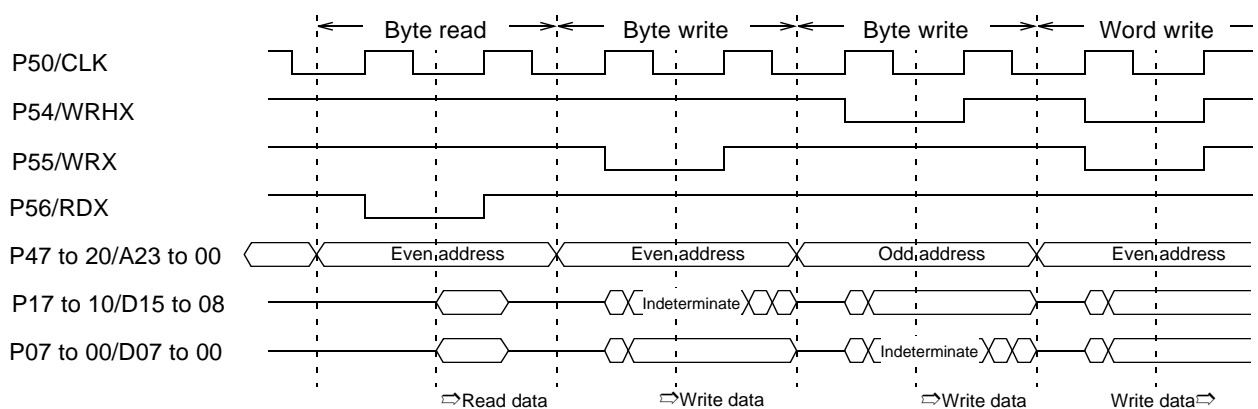 Byte read Byte write Byte write Word write
P50/CLK
P54/WRHX
P55/WRX
P56/RDX
P47 to 20/A23 to 00 Even address Even address Odd address Even address
P17 to 10/D15 to 08 Indeterminate
P07 to 00/D07 to 00 Indeterminate
⇨Read data ⇨Write data ⇨Write data Write data⇨